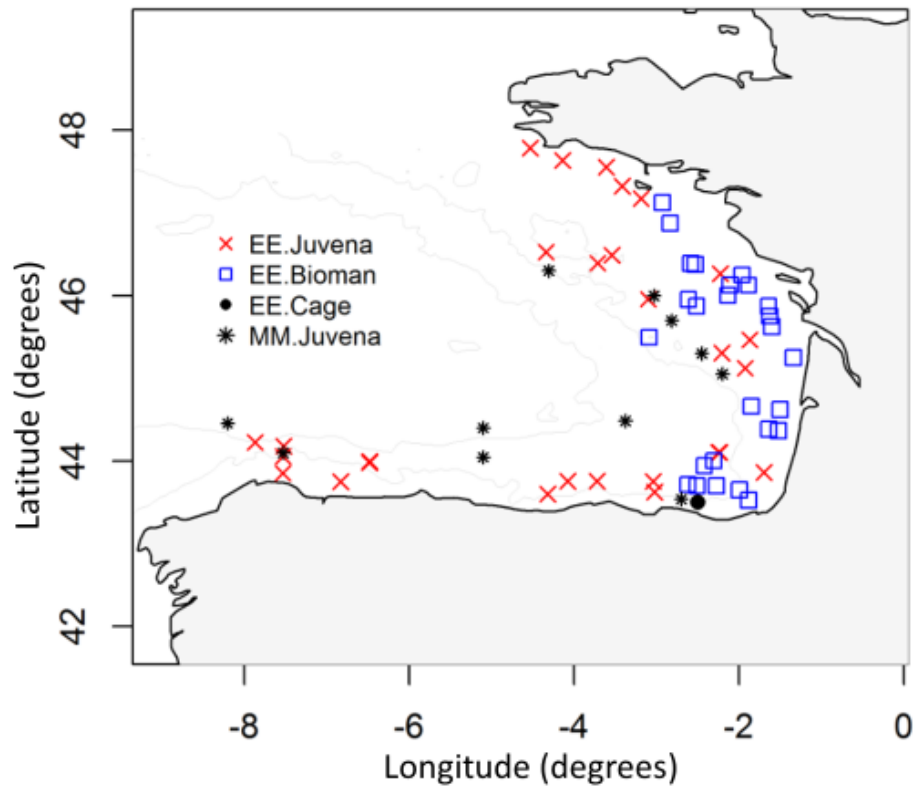 48
46
44
42
Latitude (degrees)
EE.Juvena
EE.Bioman
EE.Cage
MM.Juvena
-8
-6
-4
-2
0
Longitude (degrees)